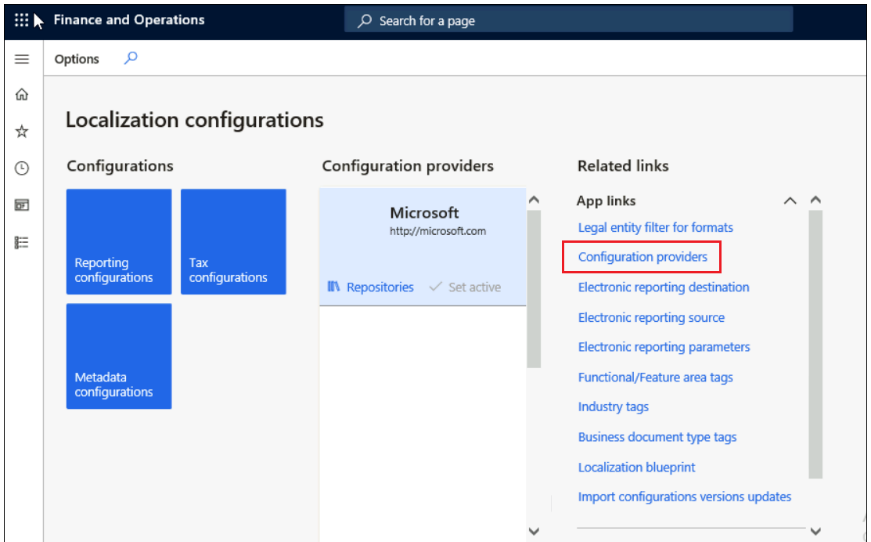 Finance and Operations
Search for a page
Options
Localization configurations
Configurations
Reporting
configurations
Tax
configurations
Metadata
configurations
Configuration providers
Microsoft
http://microsoft.com
Repositories
Set active
Related links
App links
Legal entity filter for formats
Configuration providers
Electronic reporting destination
Electronic reporting source
Electronic reporting parameters
Functional/Feature area tags
Industry tags
Business document type tags
Localization blueprint
Import configurations versions updates